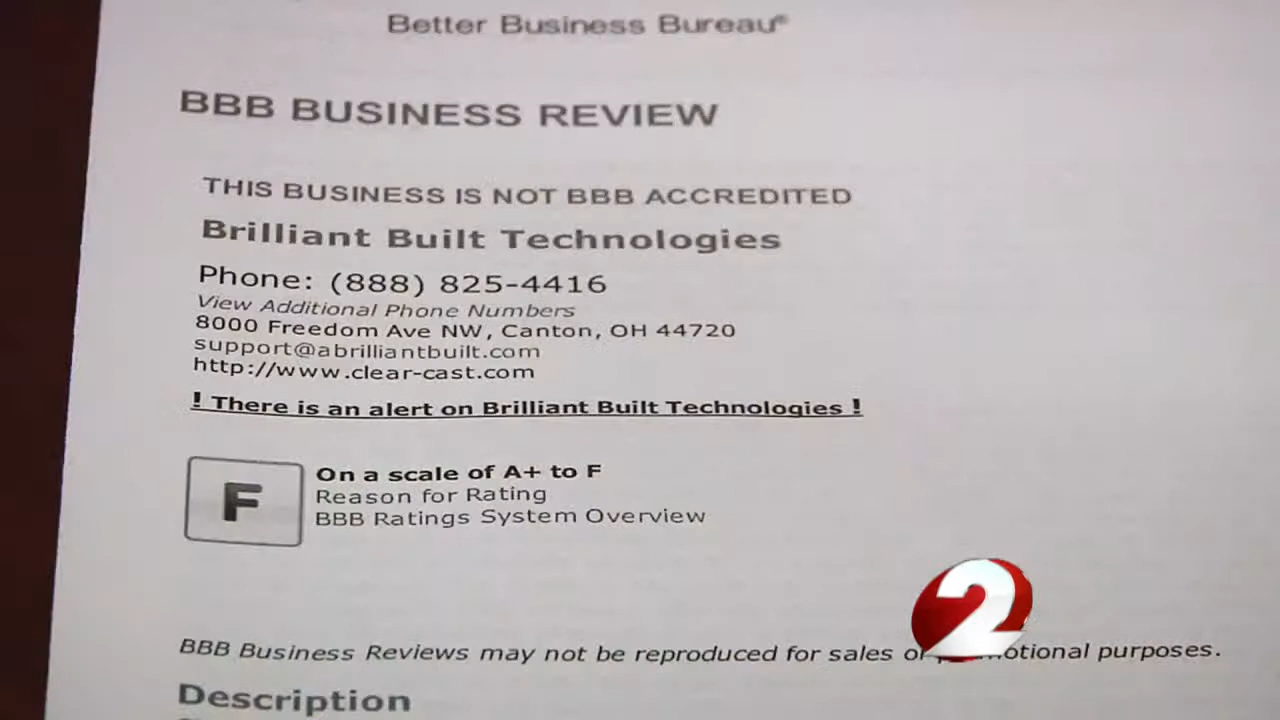 Better Business Bureau®
BBB BUSINESS REVIEW
THIS BUSINESS IS NOT BBB ACCREDITED
Brilliant Built Technologies
Phone: (888) 825-4416
View Additional Phone Numbers
8000 Freedom Ave NW, Canton, OH 44720
support@abrilliantbuilt.com
http://www.clear-cast.com
! There is an alert on Brilliant Built Technologies !
F
On a scale of A+ to F
Reason for Rating
BBB Ratings System Overview
2
BBB Business Reviews may not be reproduced for sales purposes.
Description